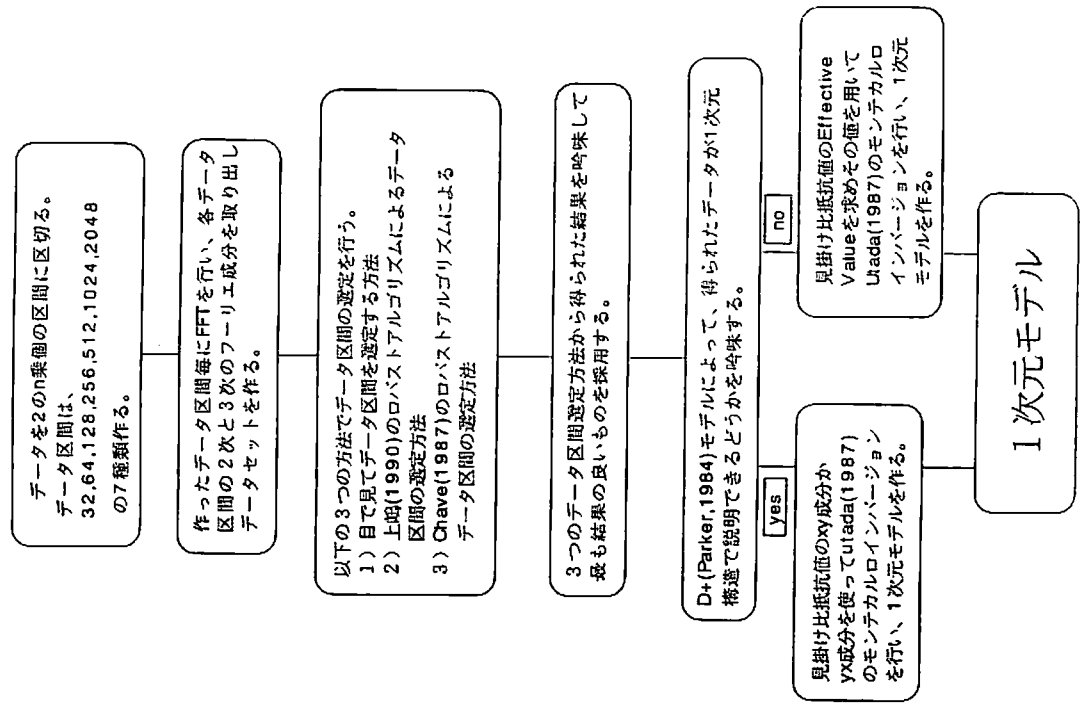 データを2のn乗個の区間に区切る。
データ区間は、
32,64,128,256,512,1024,2048
の7種類作る。
作ったデータ区間毎にFFTを行い、各データ
区間の2次と3次のフーリエ成分を取り出し
データセットを作る。
以下の3つの方法でデータ区間の選定を行う。
1）目で見てデータ区間を選定する方法
2）上嶋(1990)のロバストアルゴリズムによるデータ
区間の選定方法
3）Chave(1987)のロバストアルゴリズムによる
データ区間の選定方法
3つのデータ区間選定方法から得られた結果を吟味して
最も結果の良いものを採用する。
D+(Parker,1984)モデルによって、得られたデータが1次元
構造で説明できるどうかを吟味する。
yes
no
見掛け比抵抗値のxy成分か
yx成分を使ってutada(1987)
のモンテカルロインバージョン
を行い、1次元モデルを作る。
見掛け比抵抗値のEffective
Valueを求めその値を用いて
Utada(1987)のモンテカルロ
インバージョンを行い、1次元
モデルを作る。
1次元モデル